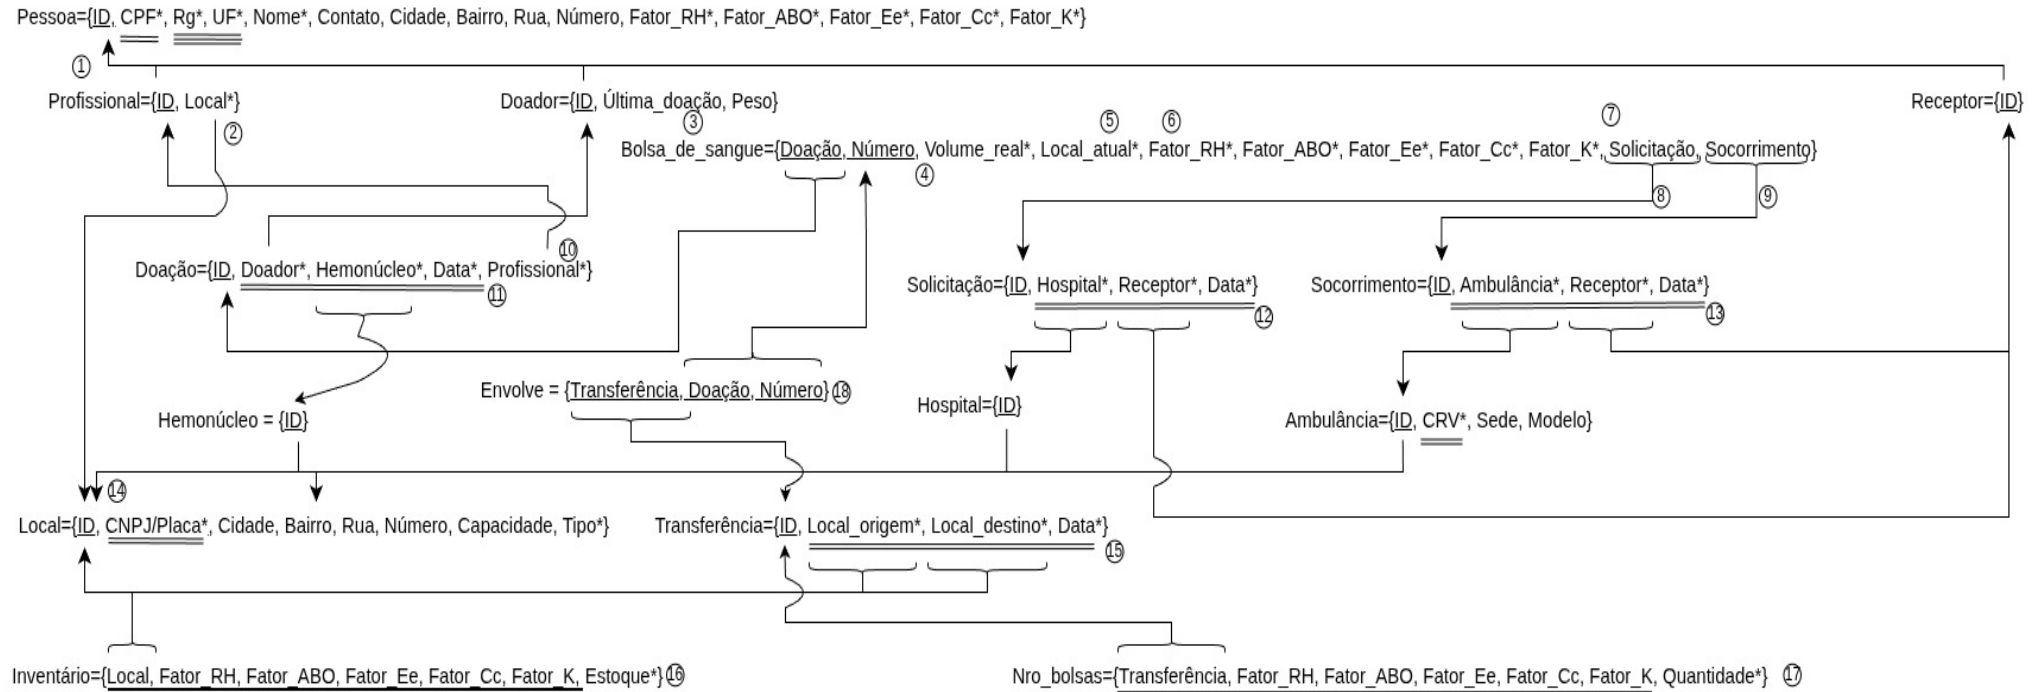 Pessoa={ID, CPF*, Rg*, UF*, Nome*, Contato, Cidade, Bairro, Rua, Número, Fator_RH*, Fator_ABO*, Fator_Ee*, Fator_Cc*, Fator_K*}
1
Profissional={ID, Local*}
Doador={ID, Última_doação, Peso}
Receptor={ID}
2
3
5
6
7
Bolsa_de_sangue={Doação, Número, Volume_real*, Local_atual*, Fator_RH*, Fator_ABO*, Fator_Ee*, Fator_Cc*, Fator_K*, Solicitação, Socorrimento}
4
8
9
10
Doação={ID, Doador*, Hemonúcleo*, Data*, Profissional*}
11
Solicitação={ID, Hospital*, Receptor*, Data*}
12
Socorrimento={ID, Ambulância*, Receptor*, Data*}
13
Envolve = {Transferência, Doação, Número} 18
Hemonúcleo = {ID}
Hospital={ID}
Ambulância={ID, CRV*, Sede, Modelo}
14
Local={ID, CNPJ/Placa*, Cidade, Bairro, Rua, Número, Capacidade, Tipo*}
Transferência={ID, Local_origem*, Local_destino*, Data*}
15
Inventário={Local, Fator_RH, Fator_ABO, Fator_Ee, Fator_Cc, Fator_K, Estoque*} 16
Nro_bolsas={Transferência, Fator_RH, Fator_ABO, Fator_Ee, Fator_Cc, Fator_K, Quantidade*} 17